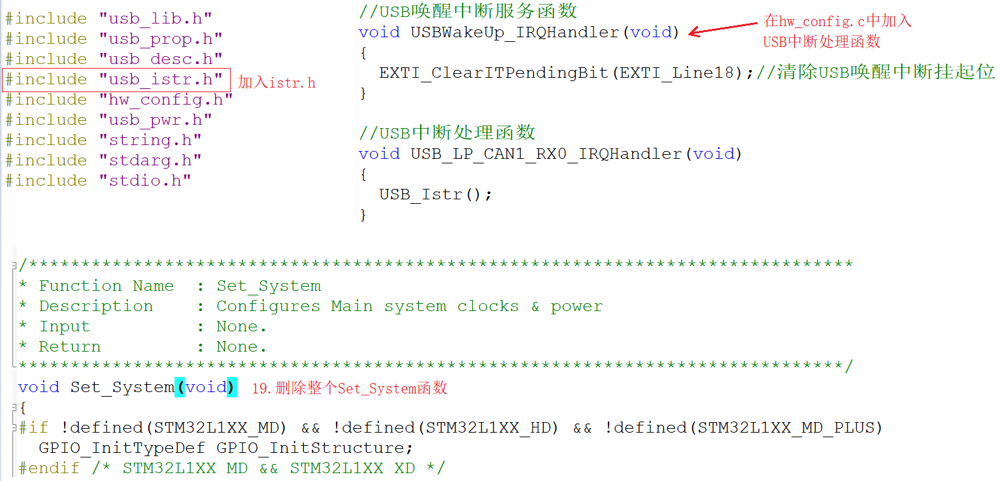 #include "usb_lib.h"
#include "usb_prop.h"
#include "usb_desc.h"
#include "usb_istr.h" 加入istr.h
#include "hw_config.h"
#include "usb_pwr.h"
#include "string.h"
#include "stdarg.h"
#include "stdio.h"
//USB唤醒中断服务函数
void USBWakeUp_IRQHandler(void)
{
EXTI_ClearITPendingBit(EXTI_Line18);//清除USB唤醒中断挂起位
}
在hw_config.c中加入
USB中断处理函数
//USB中断处理函数
void USB_LP_CAN1_RX0_IRQHandler(void)
{
USB_Istr();
}
/*******************************************************************************
* Function Name : Set_System
* Description : Configures Main system clocks & power
* Input : None.
* Return : None.
*******************************************************************************/
void Set_System(void) 19.删除整个Set_System函数
{
#if !defined(STM32L1XX_MD) && !defined(STM32L1XX_HD) && !defined(STM32L1XX_MD_PLUS)
GPIO_InitTypeDef GPIO_InitStructure;
#endif /* STM32L1XX_MD && STM32L1XX_XD */